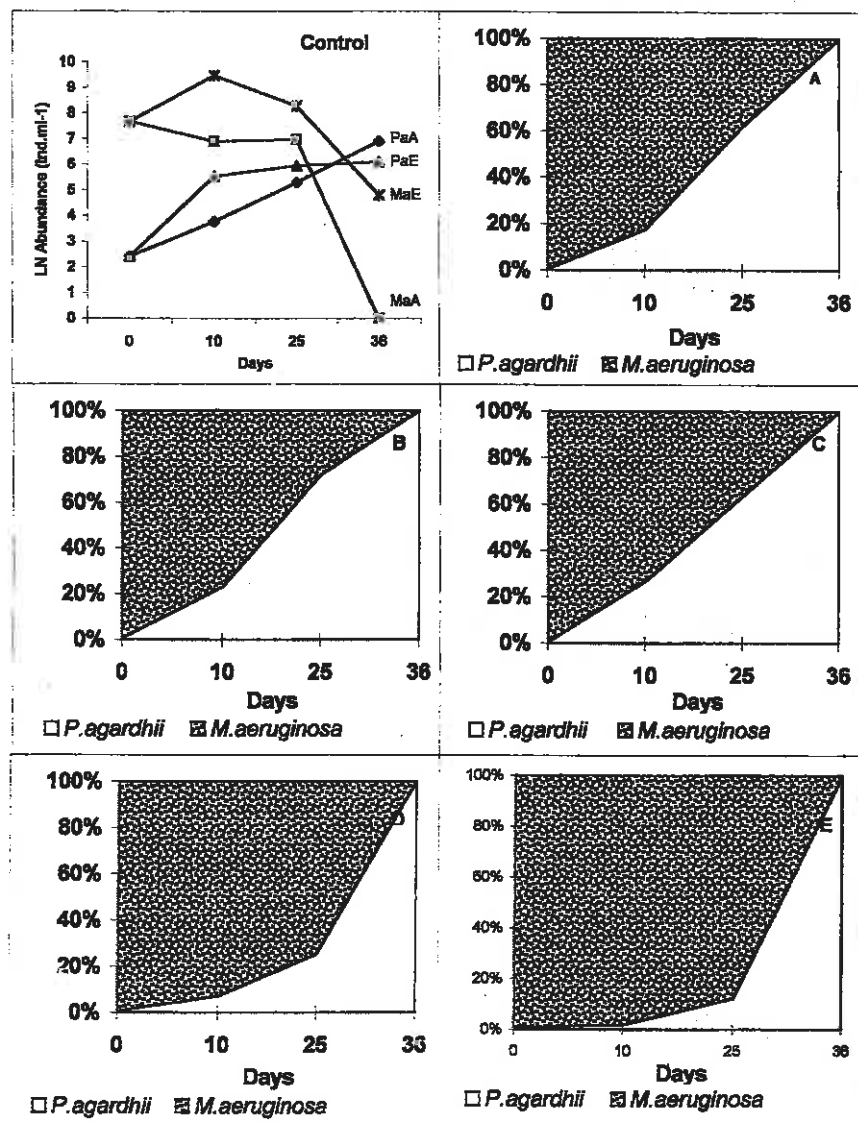 Control
LN Abundance (ind.ml-1)
10
9
8
7
6
5
4
3
2
1
0
PaA
PaE
MaE
MaA
0 10 25 36
Days
100%
80%
60%
40%
20%
0%
A
0 10 25 36
Days
P.agardhii M.aeruginosa
100%
80%
60%
40%
20%
0%
B
0 10 25 36
Days
P.agardhii M.aeruginosa
100%
80%
60%
40%
20%
0%
C
0 10 25 36
Days
P.agardhii M.aeruginosa
100%
80%
60%
40%
20%
0%
D
0 10 25 36
Days
P.agardhii M.aeruginosa
100%
80%
60%
40%
20%
0%
E
0 10 25 36
Days
P.agardhii M.aeruginosa